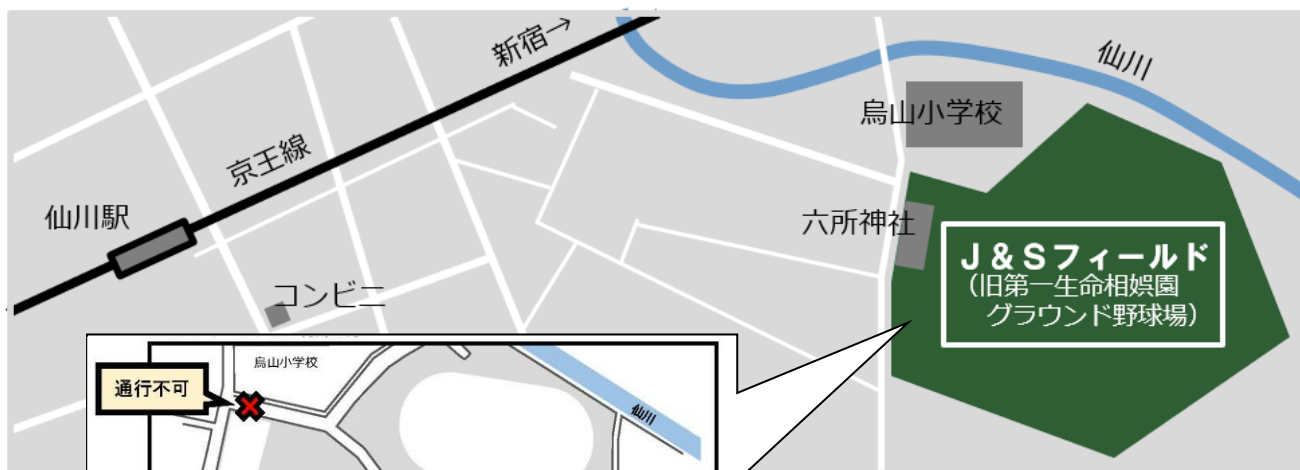 新宿→
仙川
烏山小学校
京王線
仙川駅
六所神社
J&Sフィールド
(旧第一生命相娯園
グラウンド野球場)
コンビニ
烏山小学校
通行不可
仙川